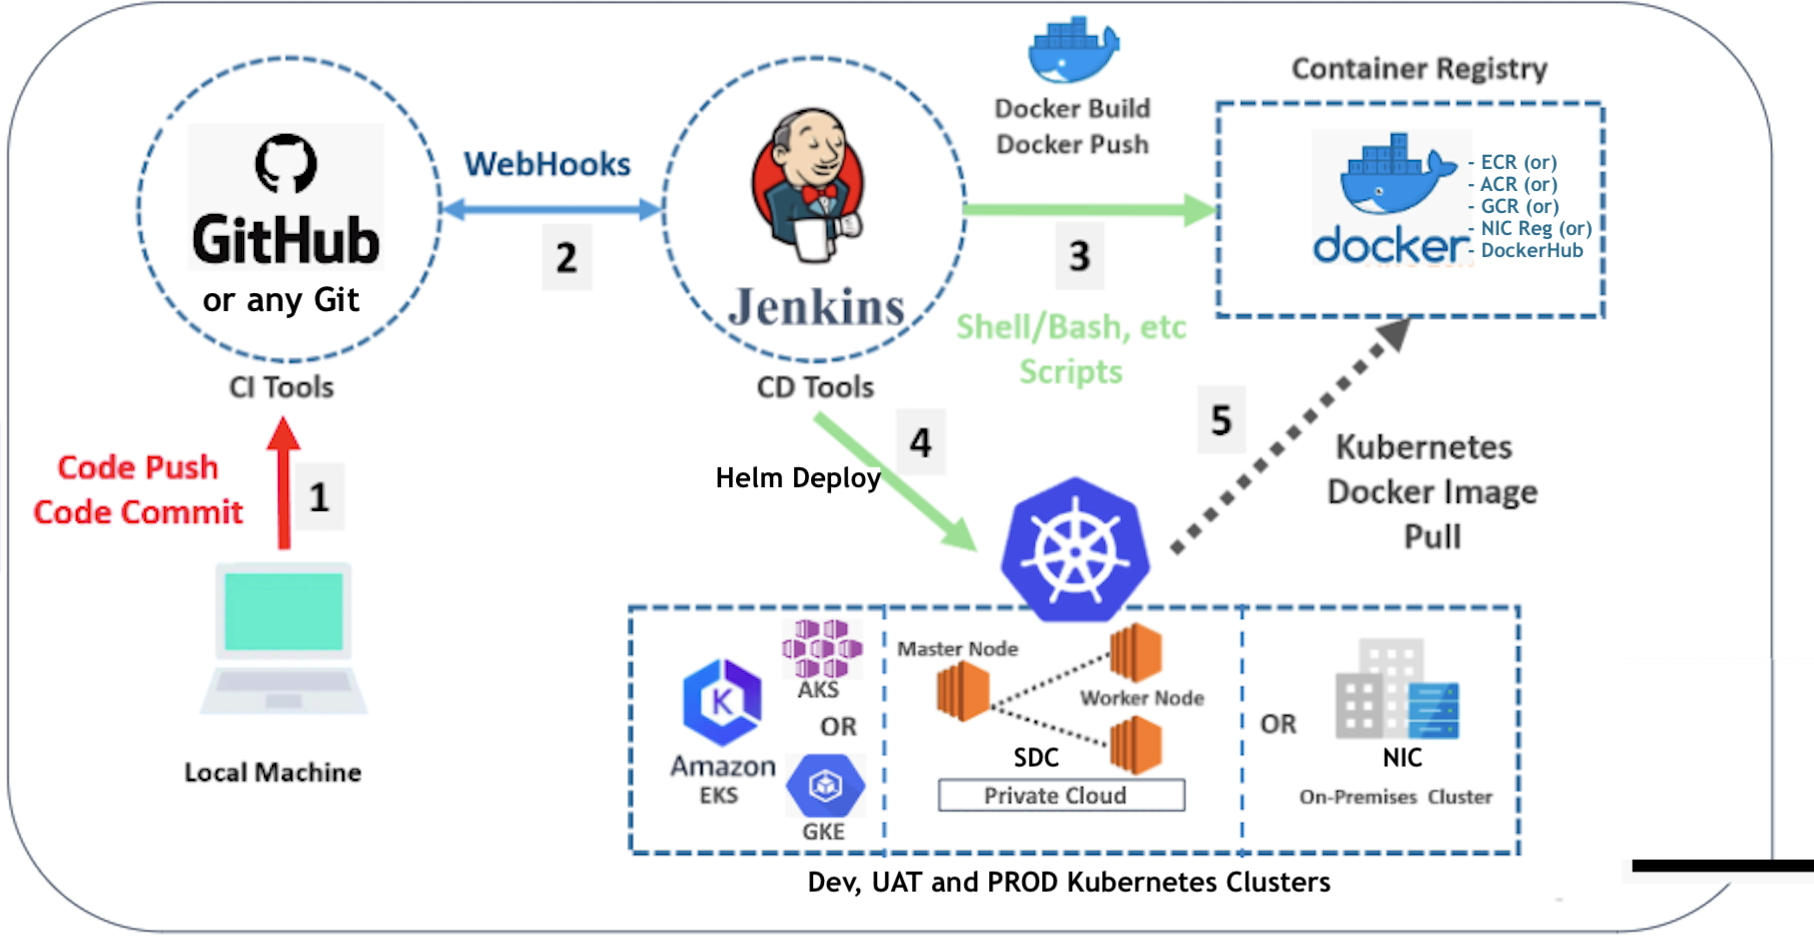 Docker Build
Docker Push
Container Registry
GitHub
or any Git
CI Tools
WebHooks
2
Jenkins
CD Tools
3
Shell/Bash, etc
Scripts
docker
- ECR (or)
- ACR (or)
- GCR (or)
- NIC Reg (or)
- DockerHub
Code Push
Code Commit
1
Local Machine
4
Helm Deploy
5
Kubernetes
Docker Image
Pull
Amazon
EKS
AKS
OR
GKE
Master Node
Worker Node
SDC
Private Cloud
OR
NIC
On-Premises Cluster
Dev, UAT and PROD Kubernetes Clusters